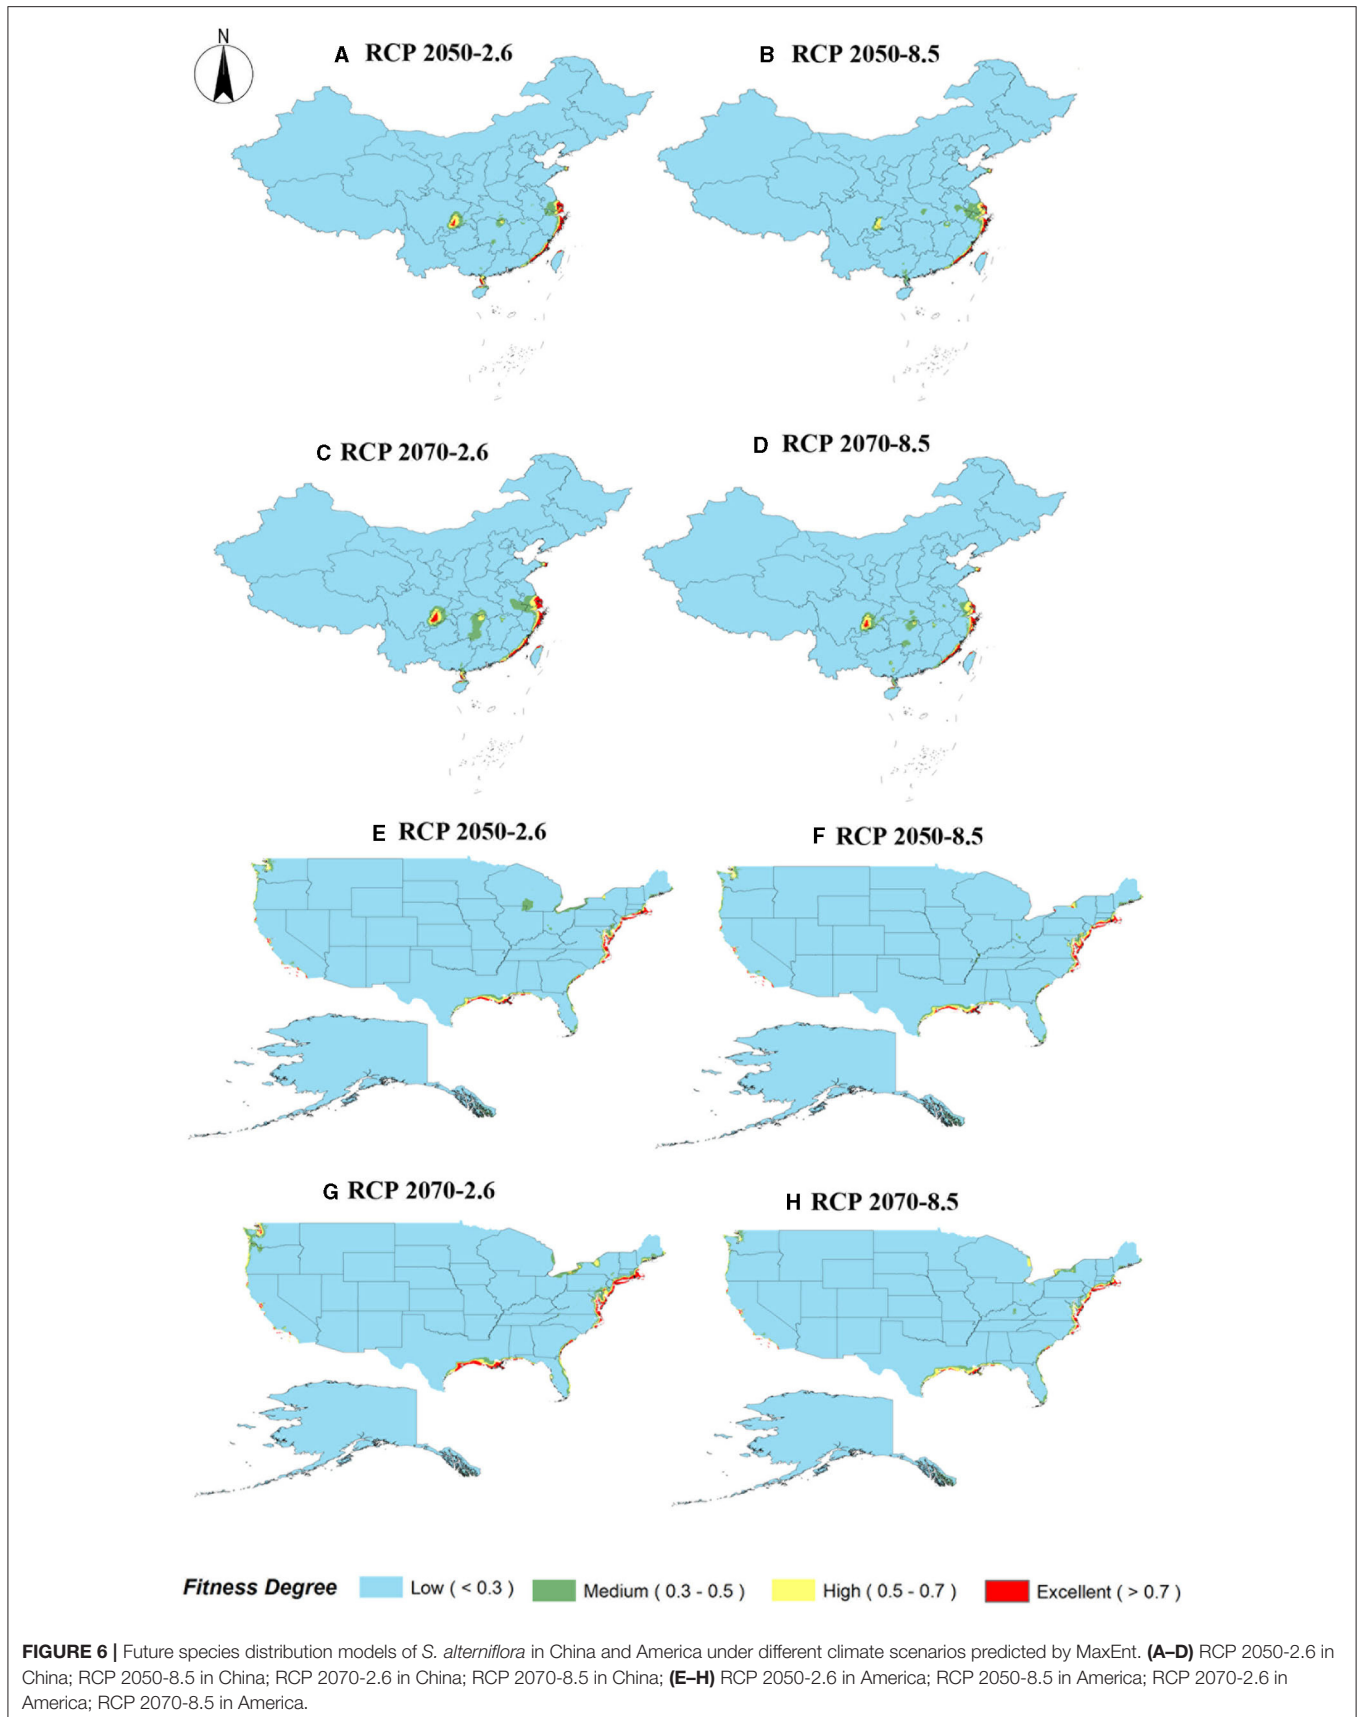 N
A RCP 2050-2.6
B RCP 2050-8.5
C RCP 2070-2.6
D RCP 2070-8.5
E RCP 2050-2.6
F RCP 2050-8.5
G RCP 2070-2.6
H RCP 2070-8.5
Fitness Degree Low ( < 0.3 ) Medium ( 0.3 - 0.5 ) High ( 0.5 - 0.7 ) Excellent ( > 0.7 )
FIGURE 6 | Future species distribution models of S. alterniflora in China and America under different climate scenarios predicted by MaxEnt. (A–D) RCP 2050-2.6 in
China; RCP 2050-8.5 in China; RCP 2070-2.6 in China; RCP 2070-8.5 in China; (E–H) RCP 2050-2.6 in America; RCP 2050-8.5 in America; RCP 2070-2.6 in
America; RCP 2070-8.5 in America.